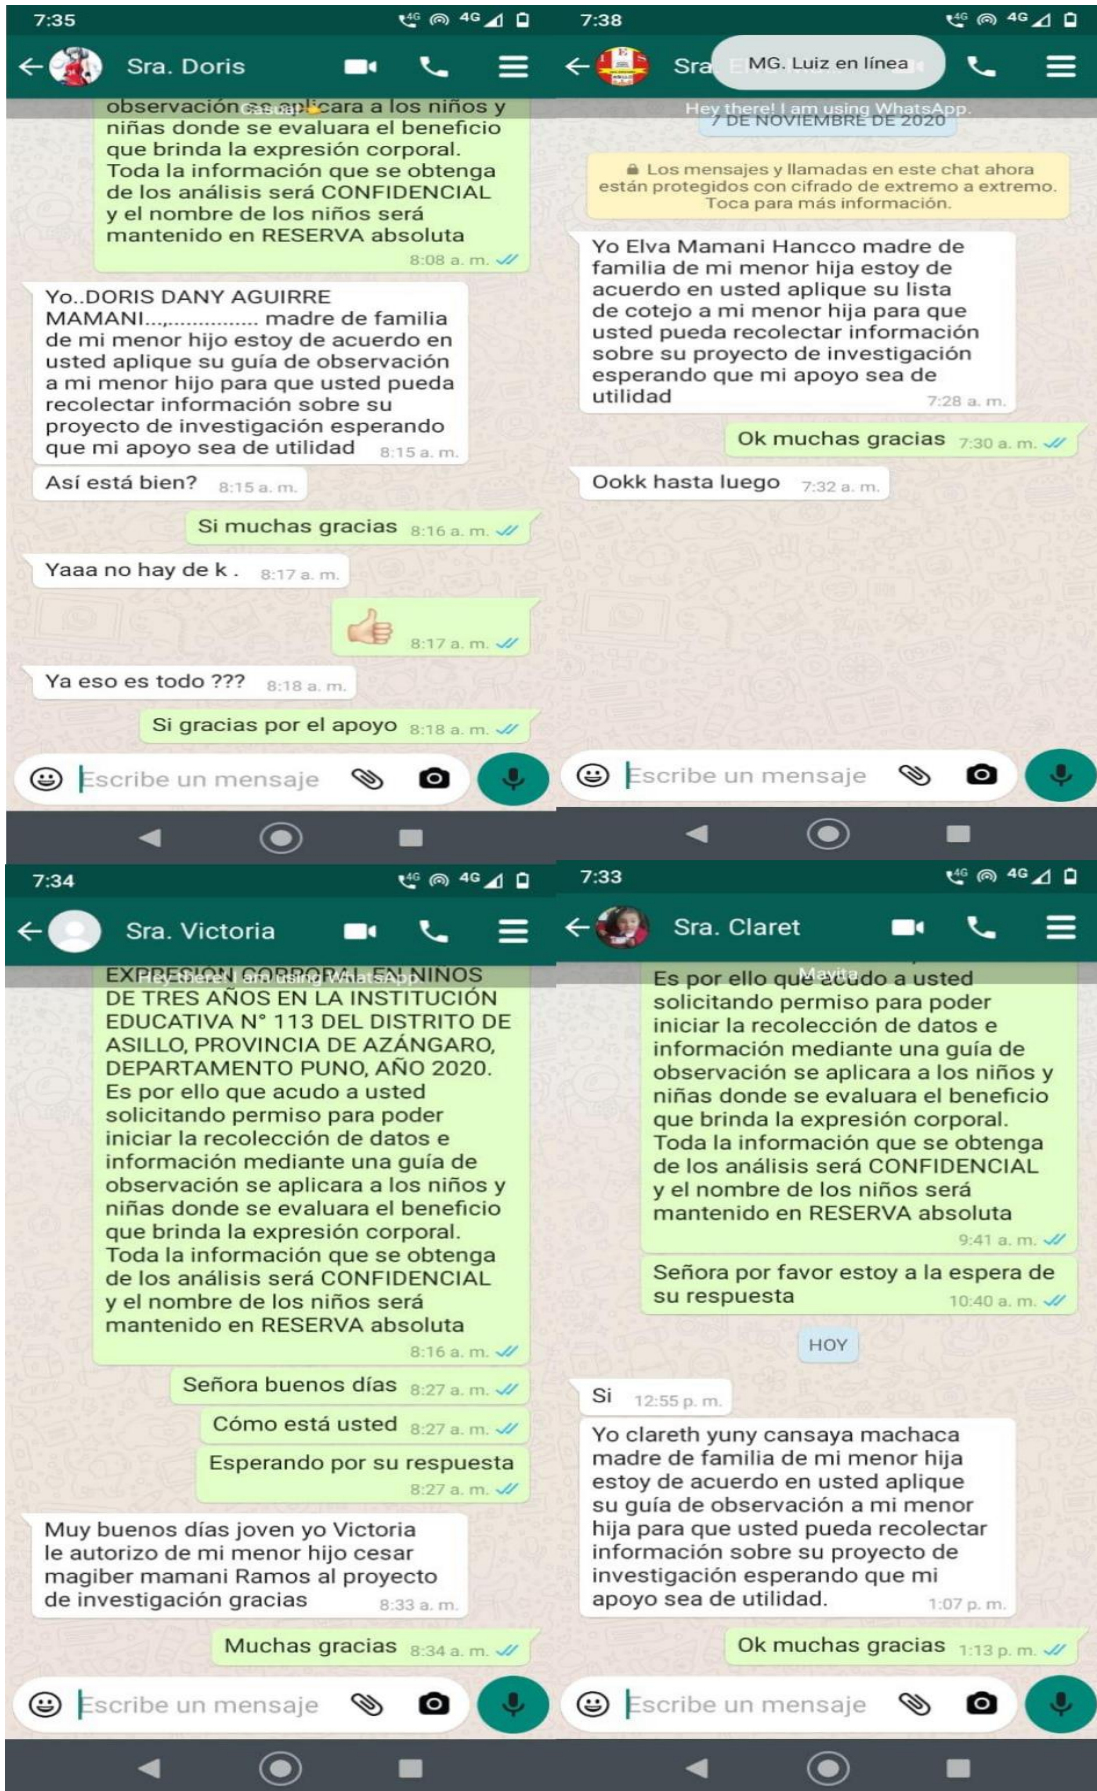 7:35
4G 4G
Sra. Doris
Casual
observación se aplicara a los niños y
niñas donde se evaluara el beneficio
que brinda la expresión corporal.
Toda la información que se obtenga
de los análisis será CONFIDENCIAL
y el nombre de los niños será
mantenido en RESERVA absoluta
8:08 a. m.
Yo..DORIS DANY AGUIRRE
MAMANI...,............... madre de familia
de mi menor hijo estoy de acuerdo en
usted aplique su guía de observación
a mi menor hijo para que usted pueda
recolectar información sobre su
proyecto de investigación esperando
que mi apoyo sea de utilidad 8:15 a. m.
Así está bien? 8:15 a. m.
Si muchas gracias 8:16 a. m.
Yaaa no hay de k . 8:17 a. m.
8:17 a. m.
Ya eso es todo ??? 8:18 a. m.
Si gracias por el apoyo 8:18 a. m.
Escribe un mensaje
7:38
4G 4G
Sra.
MG. Luiz en línea
Hey there! I am using WhatsApp.
7 DE NOVIEMBRE DE 2020
Los mensajes y llamadas en este chat ahora
están protegidos con cifrado de extremo a extremo.
Toca para más información.
Yo Elva Mamani Hancco madre de
familia de mi menor hija estoy de
acuerdo en usted aplique su lista
de cotejo a mi menor hija para que
usted pueda recolectar información
sobre su proyecto de investigación
esperando que mi apoyo sea de
utilidad 7:28 a. m.
Ok muchas gracias 7:30 a. m.
Ookk hasta luego 7:32 a. m.
Escribe un mensaje
7:34
4G 4G
Sra. Victoria
Hey there! I am using WhatsApp.
EN NIÑOS
DE TRES AÑOS EN LA INSTITUCIÓN
EDUCATIVA N° 113 DEL DISTRITO DE
ASILLO, PROVINCIA DE AZÁNGARO,
DEPARTAMENTO PUNO, AÑO 2020.
Es por ello que acudo a usted
solicitando permiso para poder
iniciar la recolección de datos e
información mediante una guía de
observación se aplicara a los niños y
niñas donde se evaluara el beneficio
que brinda la expresión corporal.
Toda la información que se obtenga
de los análisis será CONFIDENCIAL
y el nombre de los niños será
mantenido en RESERVA absoluta
8:16 a. m.
Señora buenos días 8:27 a. m.
Cómo está usted 8:27 a. m.
Esperando por su respuesta
8:27 a. m.
Muy buenos días joven yo Victoria
le autorizo de mi menor hijo cesar
magiber mamani Ramos al proyecto
de investigación gracias 8:33 a. m.
Muchas gracias 8:34 a. m.
Escribe un mensaje
7:33
4G 4G
Sra. Claret
Mayita
Es por ello que acudo a usted
solicitando permiso para poder
iniciar la recolección de datos e
información mediante una guía de
observación se aplicara a los niños y
niñas donde se evaluara el beneficio
que brinda la expresión corporal.
Toda la información que se obtenga
de los análisis será CONFIDENCIAL
y el nombre de los niños será
mantenido en RESERVA absoluta
9:41 a. m.
Señora por favor estoy a la espera de
su respuesta 10:40 a. m.
HOY
Si 12:55 p. m.
Yo clareth yuny cansaya machaca
madre de familia de mi menor hija
estoy de acuerdo en usted aplique
su guía de observación a mi menor
hija para que usted pueda recolectar
información sobre su proyecto de
investigación esperando que mi
apoyo sea de utilidad. 1:07 p. m.
Ok muchas gracias 1:13 p. m.
Escribe un mensaje